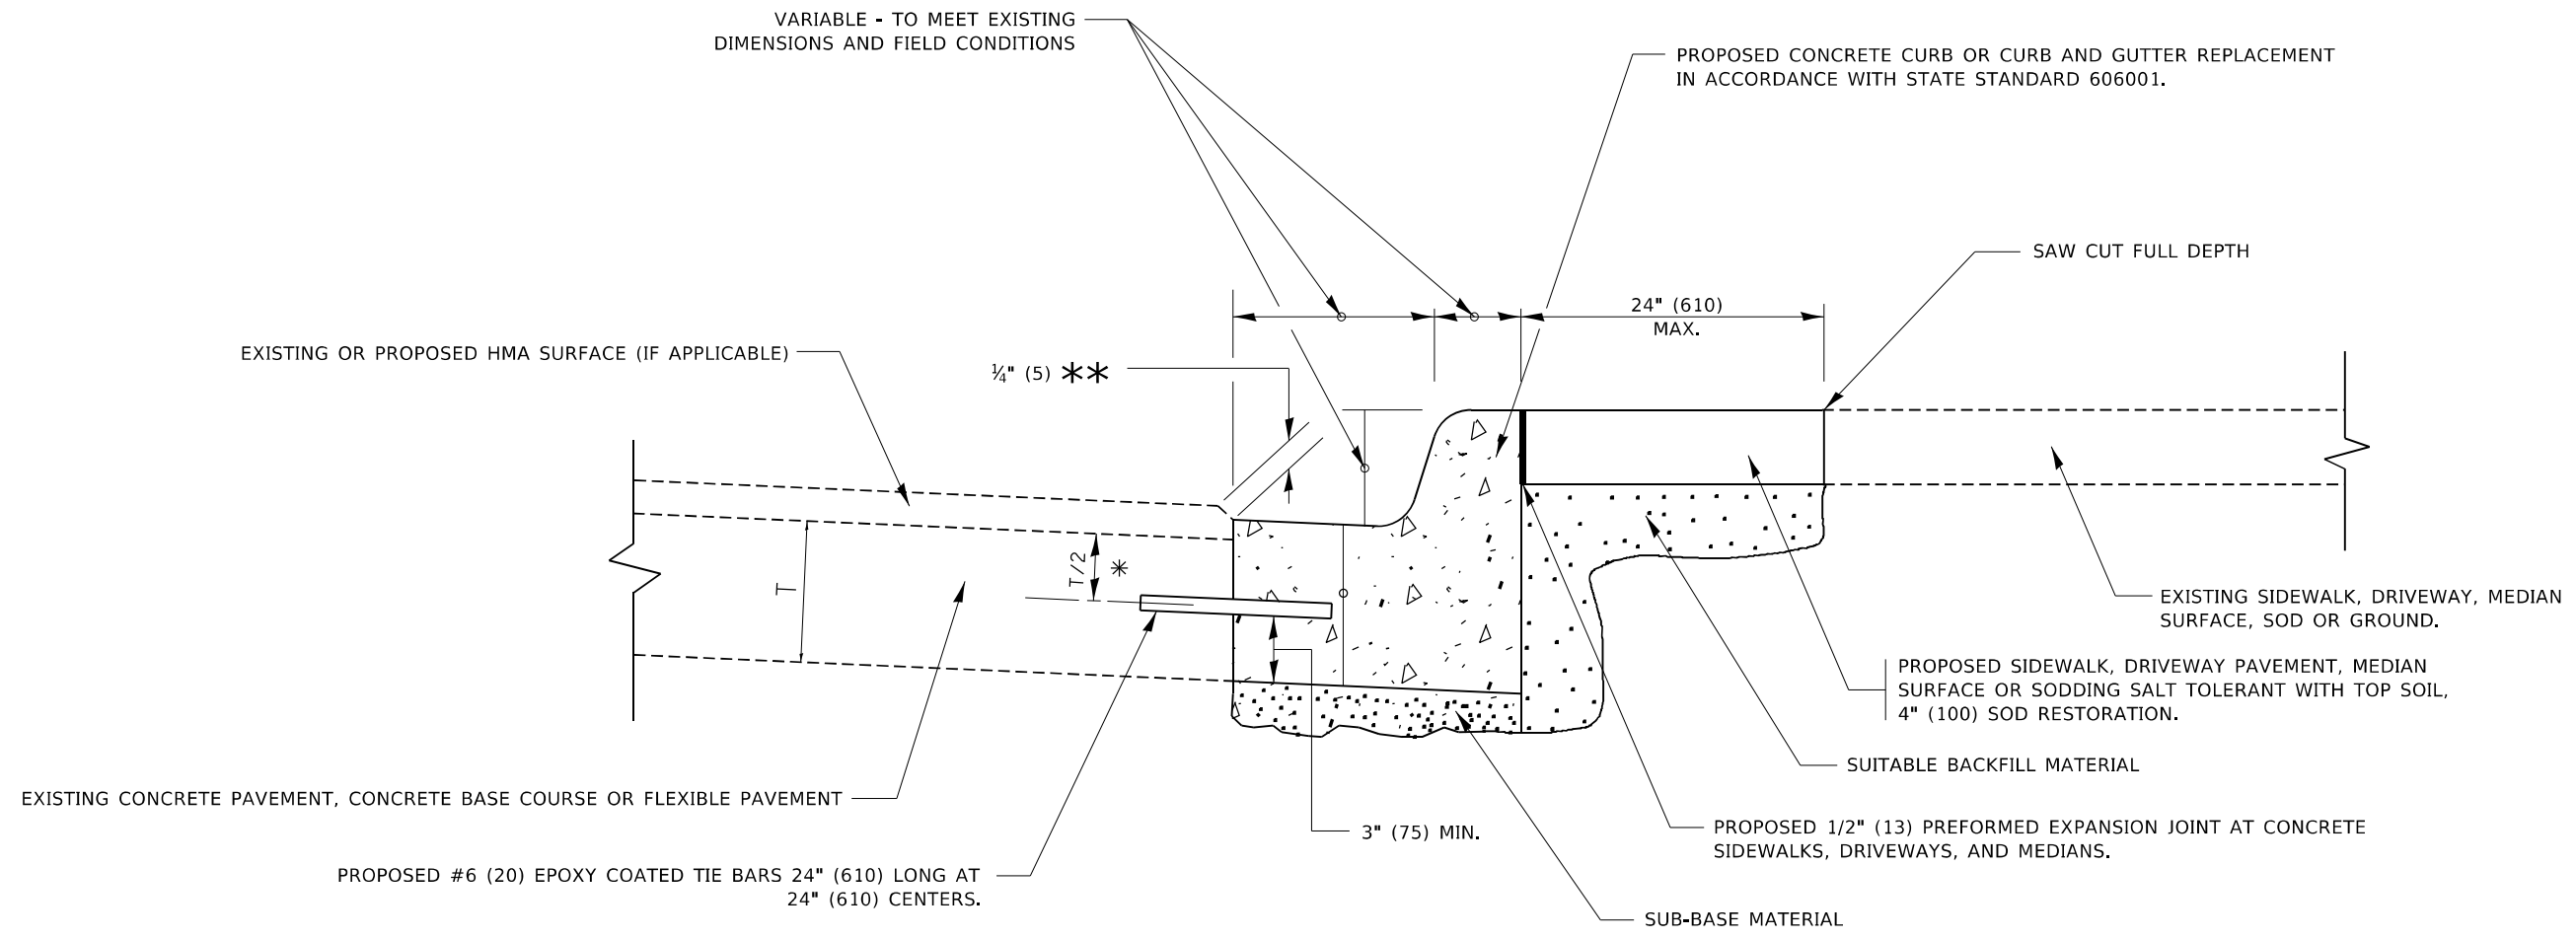 VARIABLE - TO MEET EXISTING
DIMENSIONS AND FIELD CONDITIONS
PROPOSED CONCRETE CURB OR CURB AND GUTTER REPLACEMENT
IN ACCORDANCE WITH STATE STANDARD 606001.
SAW CUT FULL DEPTH
24" (610)
MAX.
EXISTING OR PROPOSED HMA SURFACE (IF APPLICABLE)
¼" (5) **
T
T/2
*
EXISTING SIDEWALK, DRIVEWAY, MEDIAN
SURFACE, SOD OR GROUND.
PROPOSED SIDEWALK, DRIVEWAY PAVEMENT, MEDIAN
SURFACE OR SODDING SALT TOLERANT WITH TOP SOIL,
4" (100) SOD RESTORATION.
SUITABLE BACKFILL MATERIAL
EXISTING CONCRETE PAVEMENT, CONCRETE BASE COURSE OR FLEXIBLE PAVEMENT
3" (75) MIN.
PROPOSED 1/2" (13) PREFORMED EXPANSION JOINT AT CONCRETE
SIDEWALKS, DRIVEWAYS, AND MEDIANS.
PROPOSED #6 (20) EPOXY COATED TIE BARS 24" (610) LONG AT
24" (610) CENTERS.
SUB-BASE MATERIAL